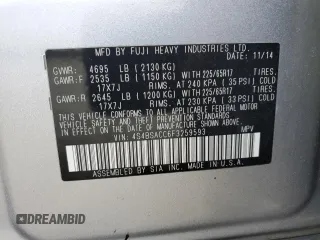 MFD BY FUJI HEAVY INDUSTRIES LTD.
GVWR: 4695 LB (2130 KG) 11/14
GAWR:F 2535 LB (1150 KG) WITH 225/65R17 TIRES.
17X7J RIMS. AT 240 KPA ( 35 PSI) COLD
GAWR:R 2645 LB (1200 KG) WITH 225/65R17 TIRES.
17X7J RIMS. AT 230 KPA ( 33 PSI) COLD
THIS VEHICLE CONFORMS TO ALL APPLICABLE
FEDERAL MOTOR VEHICLE SAFETY, BUMPER, AND
THEFT PREVENTION STANDARDS IN EFFECT ON THE
DATE OF MANUFACTURE SHOWN ABOVE.
4S4BSACC6F3259593 MPV
ASSEMBLED BY SIA INC. IN U.S.A.
DREAMBID